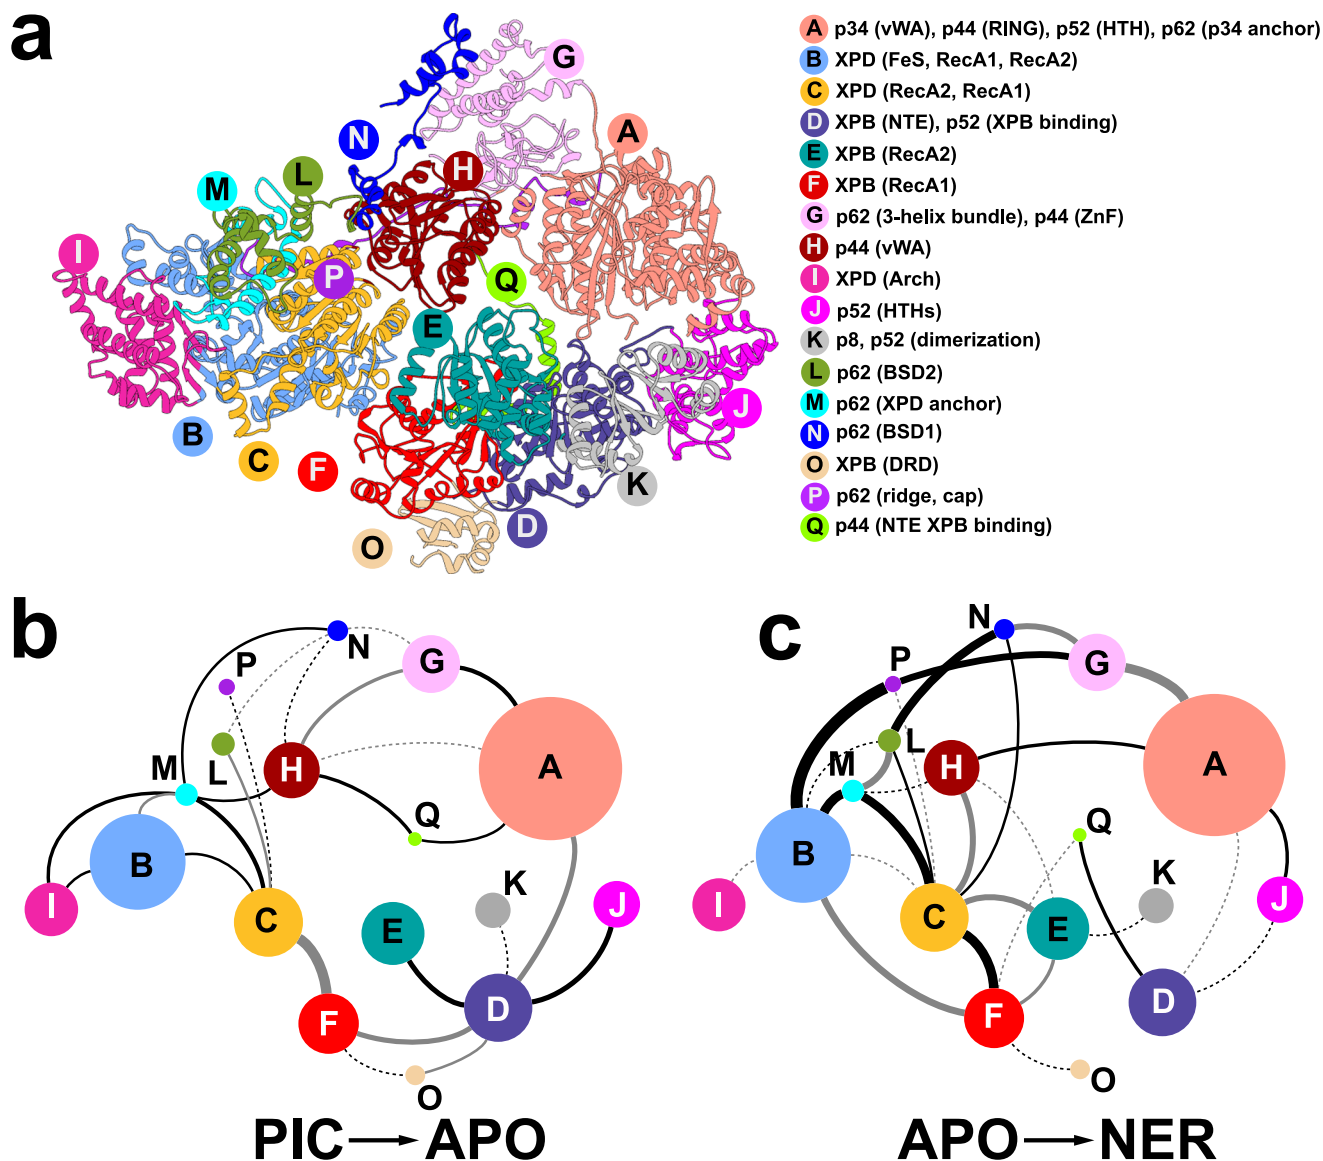 a
G
N
A
H
L
M
I
P
Q
E
J
B
C
F
K
D
O
A p34 (vWA), p44 (RING), p52 (HTH), p62 (p34 anchor)
B XPD (FeS, RecA1, RecA2)
C XPD (RecA2, RecA1)
D XPB (NTE), p52 (XPB binding)
E XPB (RecA2)
F XPB (RecA1)
G p62 (3-helix bundle), p44 (ZnF)
H p44 (vWA)
I XPD (Arch)
J p52 (HTHs)
K p8, p52 (dimerization)
L p62 (BSD2)
M p62 (XPD anchor)
N p62 (BSD1)
O XPB (DRD)
P p62 (ridge, cap)
Q p44 (NTE XPB binding)
b
N
P
G
L
M
H
A
Q
B
I
C
E
K
J
F
D
O
PIC APO
c
N
P
G
L
M
H
A
Q
B
K
I
C
E
J
F
D
O
APO NER